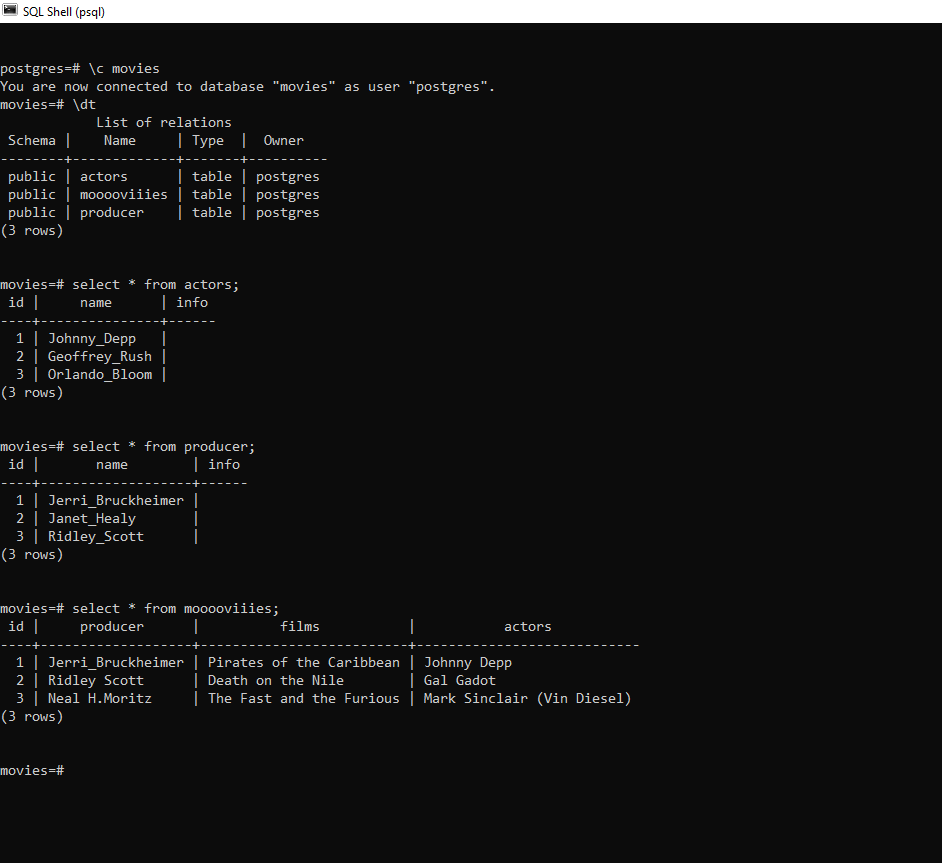 SQL Shell (psql)
postgres=# \c movies
You are now connected to database "movies" as user "postgres".
movies=# \dt
            List of relations
 Schema |    Name     | Type  |  Owner
--------+-------------+-------+----------
 public | actors      | table | postgres
 public | mooooviiies | table | postgres
 public | producer    | table | postgres
(3 rows)
movies=# select * from actors;
 id |     name      | info
----+---------------+------
  1 | Johnny_Depp   |
  2 | Geoffrey_Rush |
  3 | Orlando_Bloom |
(3 rows)
movies=# select * from producer;
 id |       name        | info
----+-------------------+------
  1 | Jerri_Bruckheimer |
  2 | Janet_Healy       |
  3 | Ridley_Scott      |
(3 rows)
movies=# select * from mooooviiies;
 id |     producer      |          films           |           actors
----+-------------------+--------------------------+----------------------------
  1 | Jerri_Bruckheimer | Pirates of the Caribbean | Johnny Depp
  2 | Ridley Scott      | Death on the Nile        | Gal Gadot
  3 | Neal H.Moritz     | The Fast and the Furious | Mark Sinclair (Vin Diesel)
(3 rows)
movies=#